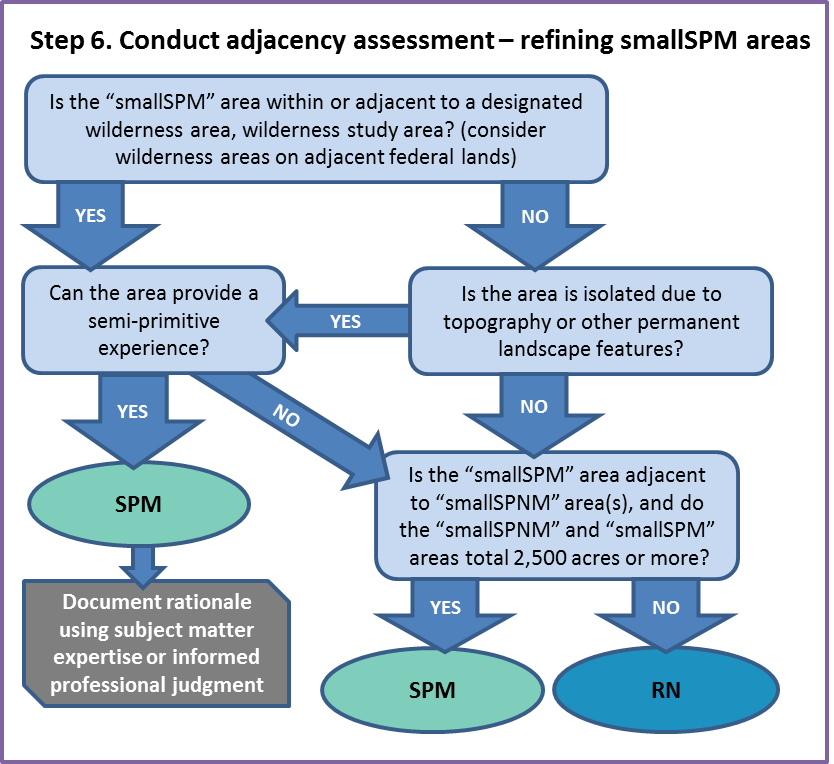 Step 6. Conduct adjacency assessment – refining smallSPM areas
Is the “smallSPM” area within or adjacent to a designated
wilderness area, wilderness study area? (consider
wilderness areas on adjacent federal lands)
YES
NO
Can the area provide a
semi-primitive
experience?
YES
Is the area is isolated due to
topography or other permanent
landscape features?
YES
NO
NO
SPM
Is the “smallSPM” area adjacent
to “smallSPNM” area(s), and do
the “smallSPNM” and “smallSPM”
areas total 2,500 acres or more?
Document rationale
using subject matter
expertise or informed
professional judgment
YES
NO
SPM
RN